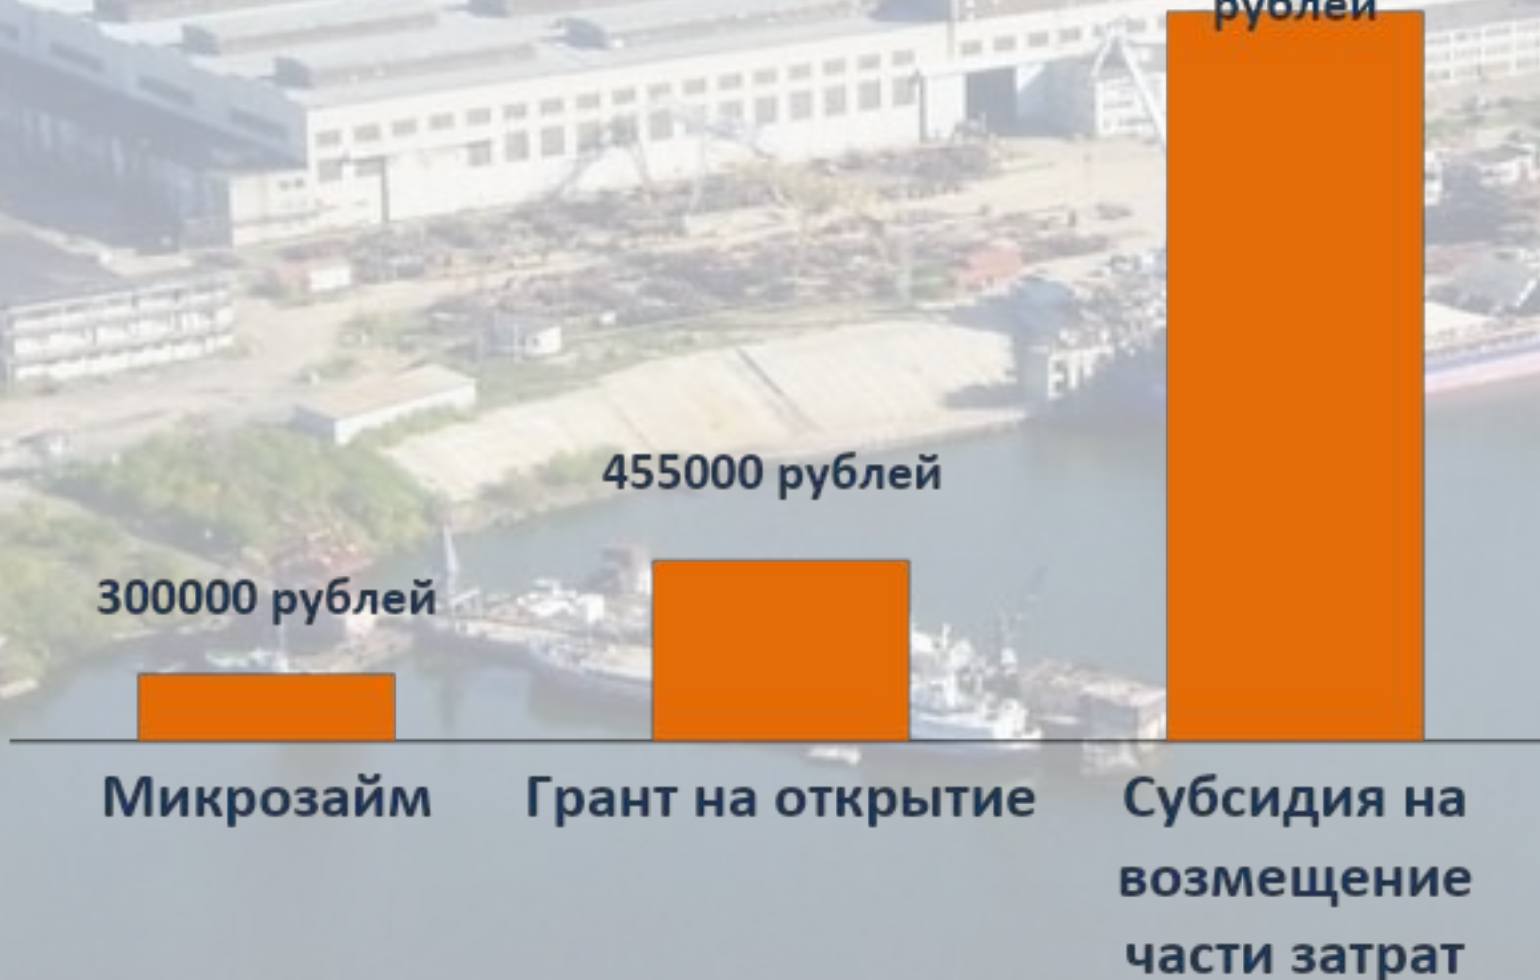 рублей
455000 рублей
300000 рублей
Микрозайм
Грант на открытие
Субсидия на
возмещение
части затрат